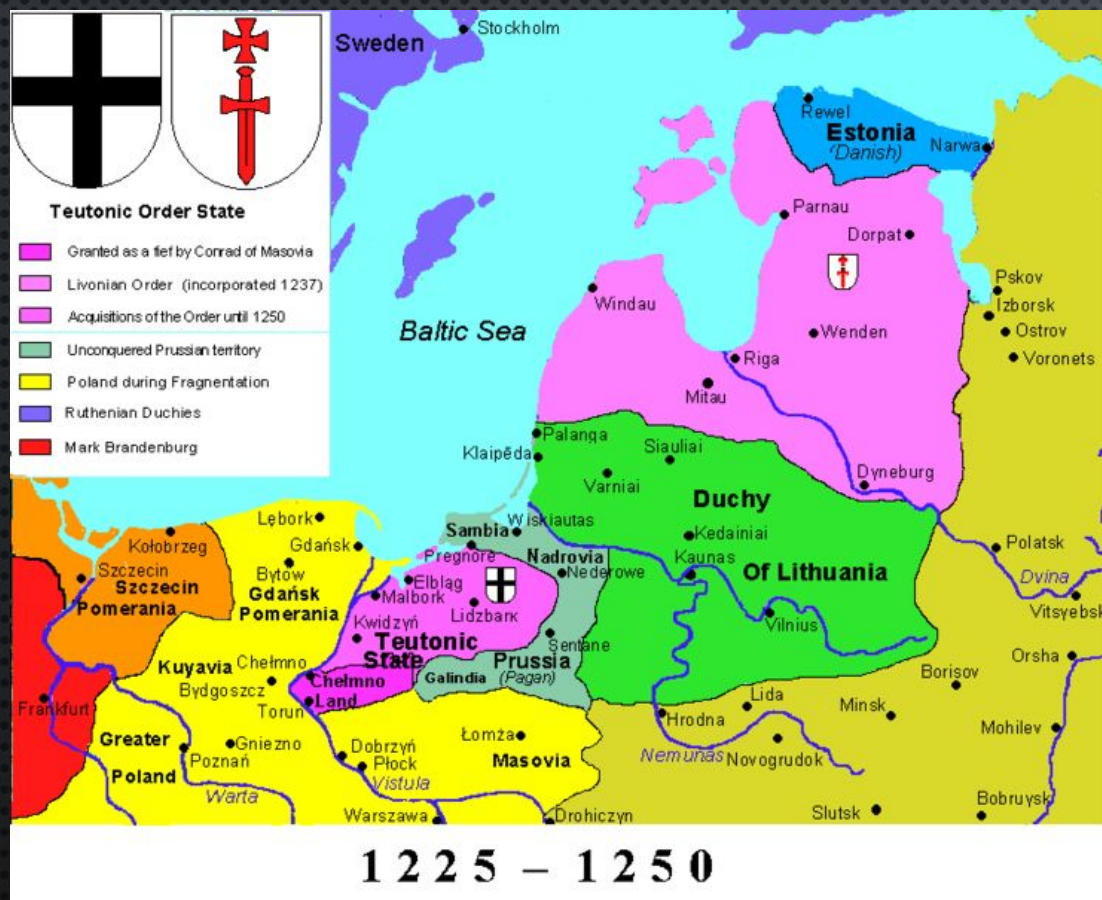 Sweden
Stockholm
Teutonic Order State
Granted as a fief by Conrad of Masovia
Livonian Order (incorporated 1237)
Acquisitions of the Order until 1250
Unconquered Prussian territory
Poland during Fragnentation
Ruthenian Duchies
Mark Brandenburg
Rewel
Estonia
(Danish)
Narwa
Parnau
Dorpat
Pskov
Izborsk
Ostrov
Voronets
Windau
Wenden
Baltic Sea
Riga
Mitau
Palanga
Klaipėda
Siauliai
Varniai
Dyneburg
Duchy
Of Lithuania
Kedainiai
Kaunas
Vilnius
Polatsk
Dvina
Vitsyebsk
Lębork
Gdańsk
Kołobrzeg
Szczecin
Szczecin
Pomerania
Bytów
Gdańsk
Pomerania
Sambia
Wiskiautas
Pregnore
Nadrovia
Nederowe
Elbląg
Malbork
Lidzbark
Kwidzyń
Teutonic
State
Sentane
Prussia
(Pagan)
Galindia
Kuyavia
Chełmno
Bydgoszcz
Chełmno
Land
Torun
Frankfurt
Greater
Poland
Gniezno
Poznań
Warta
Dobrzyń
Płock
Vistula
Łomża
Masovia
Warszawa
Drohiczyn
Hrodna
Lida
Nemunas
Novogrudok
Minsk
Borisov
Orsha
Mohilev
Slutsk
Bobruysk
1225 – 1250